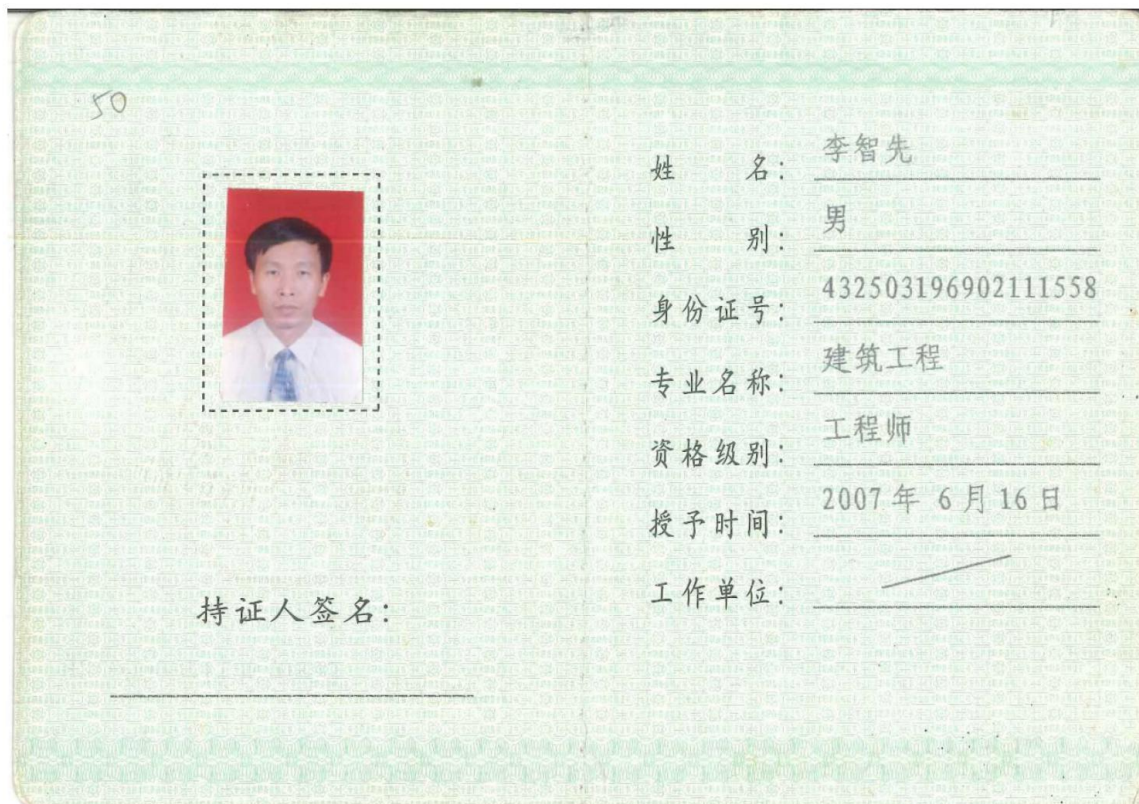 50
持证人签名:
姓 名: 李智先
性 别: 男
身份证号: 432503196902111558
专业名称: 建筑工程
资格级别: 工程师
授予时间: 2007 年 6 月 16 日
工作单位: